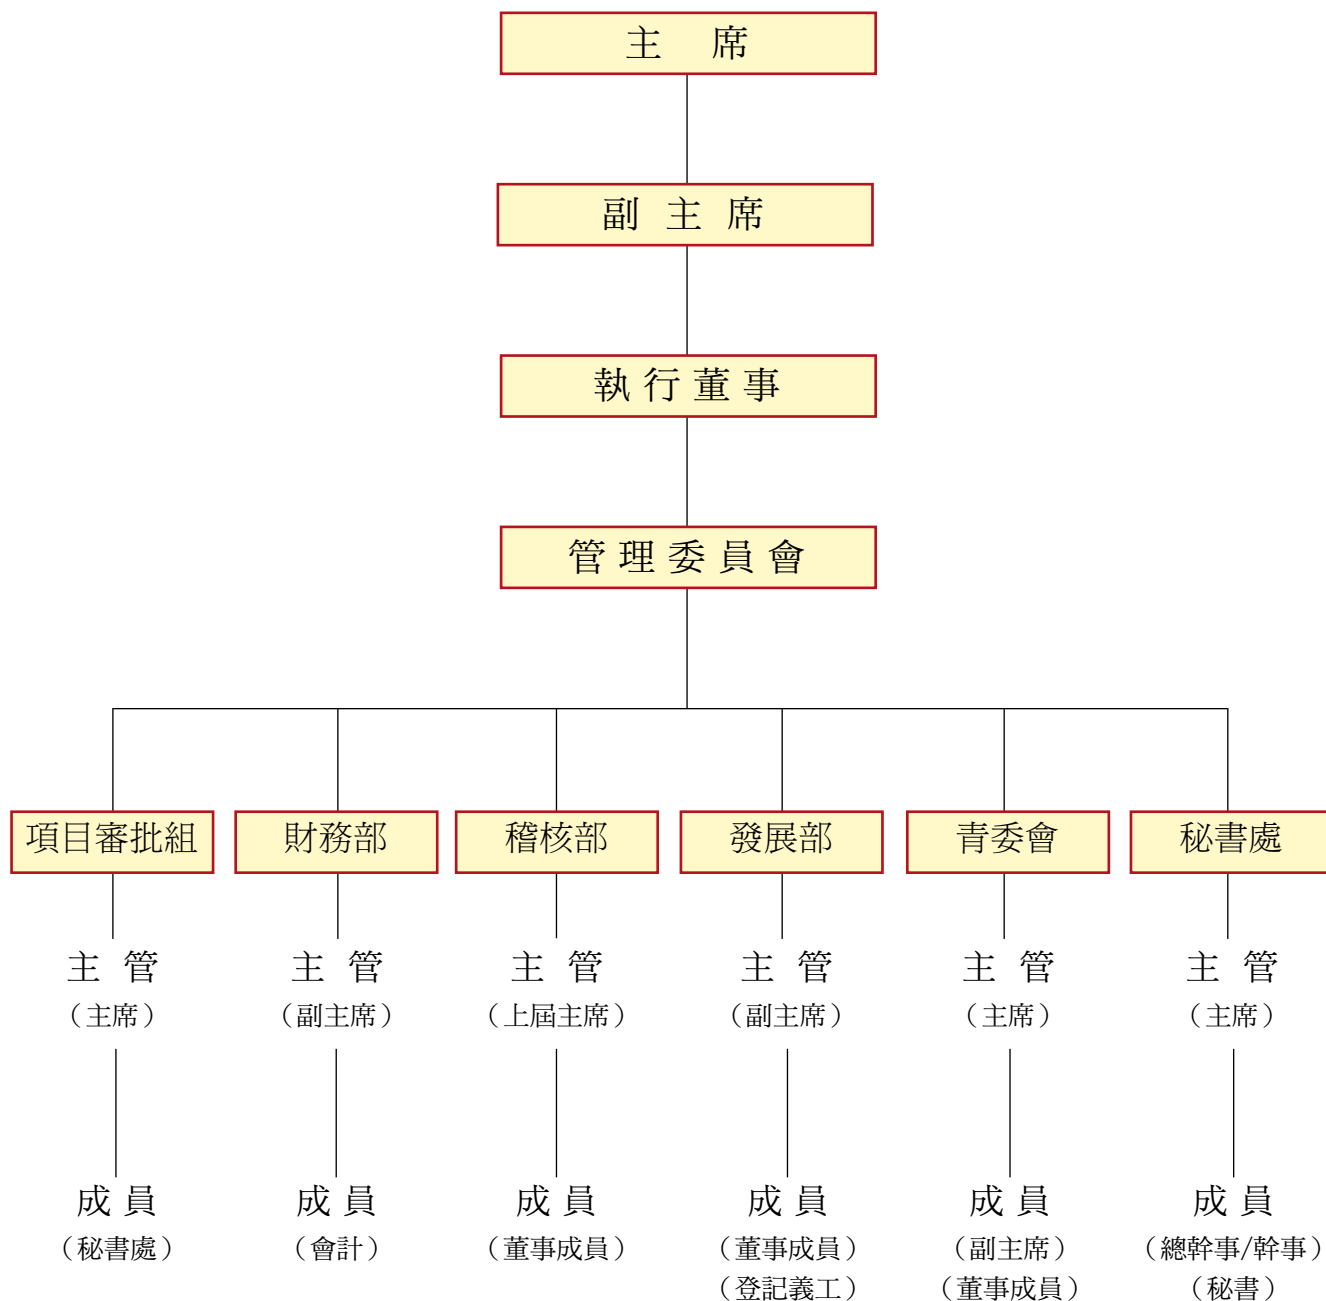 主席
副主席
執行董事
管理委員會
項目審批組 財務部 稽核部 發展部 青委會 秘書處
主管 主管 主管 主管 主管 主管
（主席） （副主席） （上屆主席） （副主席） （主席） （主席）
成員 成員 成員 成員 成員 成員
（秘書處） （會計） （董事成員） （董事成員） （副主席） （總幹事/幹事）
（登記義工） （董事成員） （秘書）